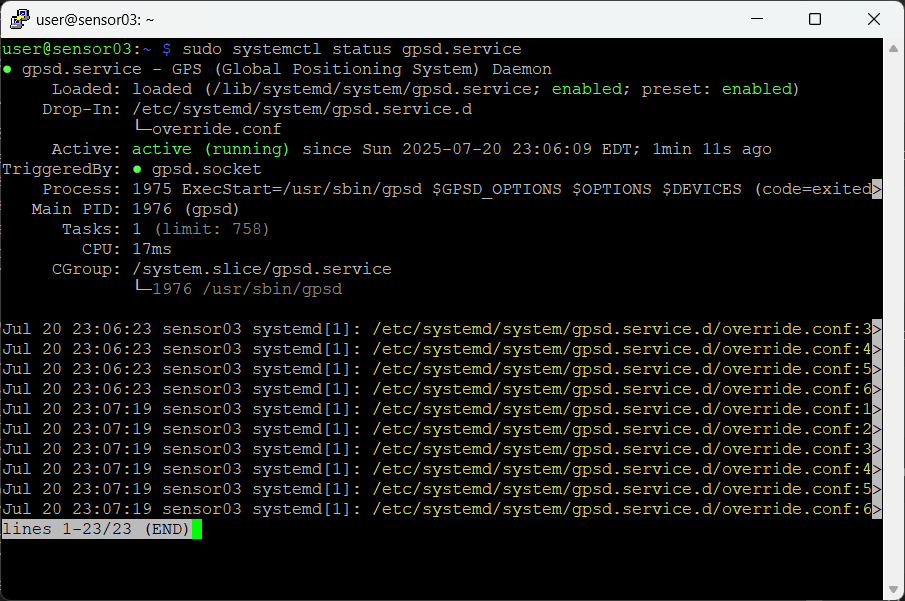 user@sensor03: ~
user@sensor03:~ $ sudo systemctl status gpsd.service
● gpsd.service - GPS (Global Positioning System) Daemon
     Loaded: loaded (/lib/systemd/system/gpsd.service; enabled; preset: enabled)
    Drop-In: /etc/systemd/system/gpsd.service.d
             └─override.conf
     Active: active (running) since Sun 2025-07-20 23:06:09 EDT; 1min 11s ago
TriggeredBy: ● gpsd.socket
    Process: 1975 ExecStart=/usr/sbin/gpsd $GPSD_OPTIONS $OPTIONS $DEVICES (code=exited>
   Main PID: 1976 (gpsd)
      Tasks: 1 (limit: 758)
        CPU: 17ms
     CGroup: /system.slice/gpsd.service
             └─1976 /usr/sbin/gpsd
Jul 20 23:06:23 sensor03 systemd[1]: /etc/systemd/system/gpsd.service.d/override.conf:3>
Jul 20 23:06:23 sensor03 systemd[1]: /etc/systemd/system/gpsd.service.d/override.conf:4>
Jul 20 23:06:23 sensor03 systemd[1]: /etc/systemd/system/gpsd.service.d/override.conf:5>
Jul 20 23:06:23 sensor03 systemd[1]: /etc/systemd/system/gpsd.service.d/override.conf:6>
Jul 20 23:07:19 sensor03 systemd[1]: /etc/systemd/system/gpsd.service.d/override.conf:1>
Jul 20 23:07:19 sensor03 systemd[1]: /etc/systemd/system/gpsd.service.d/override.conf:2>
Jul 20 23:07:19 sensor03 systemd[1]: /etc/systemd/system/gpsd.service.d/override.conf:3>
Jul 20 23:07:19 sensor03 systemd[1]: /etc/systemd/system/gpsd.service.d/override.conf:4>
Jul 20 23:07:19 sensor03 systemd[1]: /etc/systemd/system/gpsd.service.d/override.conf:5>
Jul 20 23:07:19 sensor03 systemd[1]: /etc/systemd/system/gpsd.service.d/override.conf:6>
lines 1-23/23 (END)